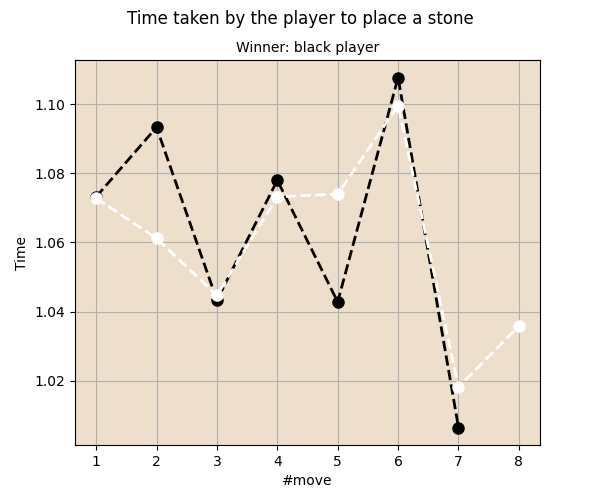 Time taken by the player to place a stone
Winner: black player
1.10
1.08
1.06
1.04
1.02
Time
1 2 3 4 5 6 7 8
#move